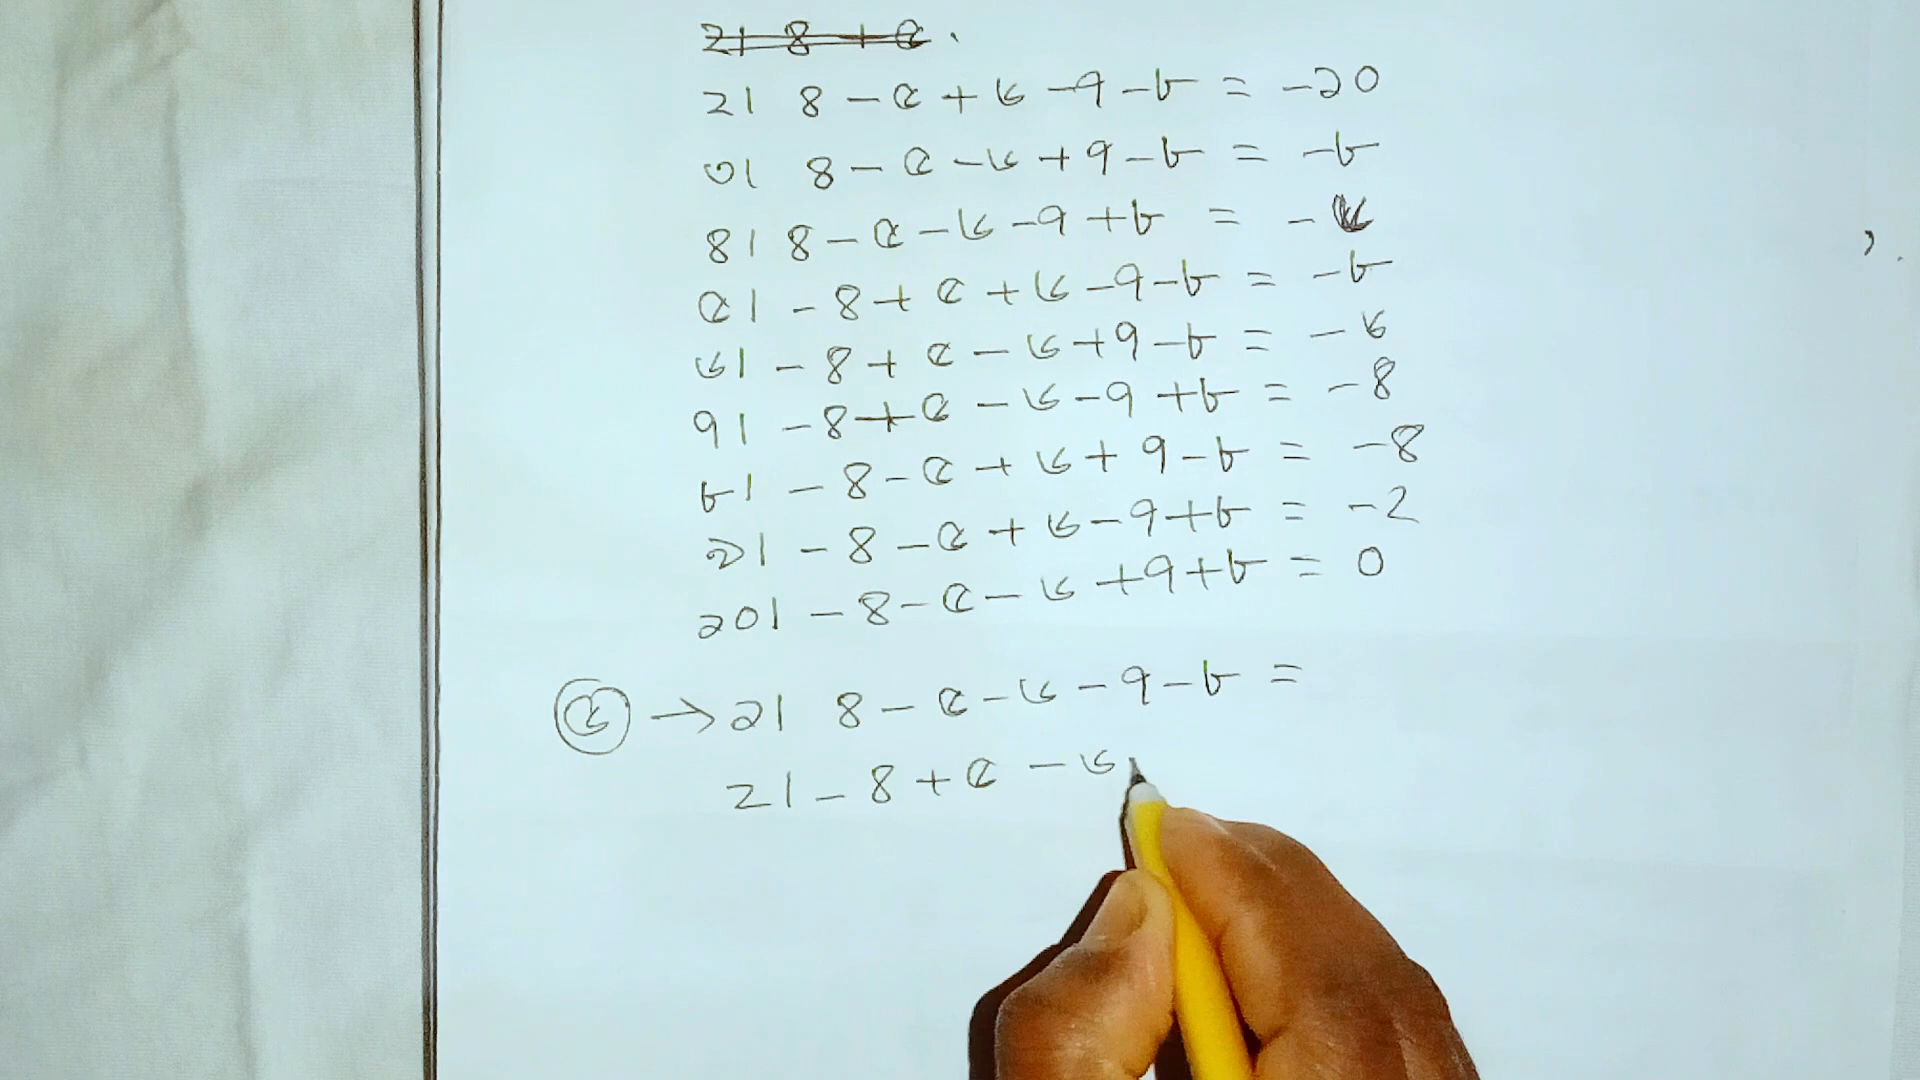 ২। ৪ + ৫
২। ৪ – ৫ + ৬ – ৭ – ৮ = – ১০
৩। ৪ – ৫ – ৬ + ৭ – ৮ = – ৮
৪। ৪ – ৫ – ৬ – ৭ + ৮ = – ৬
৫। – ৪ + ৫ + ৬ – ৭ – ৮ = – ৮
৬। – ৪ + ৫ – ৬ + ৭ – ৮ = – ৬
৭। – ৪ + ৫ – ৬ – ৭ + ৮ = – ৪
৮। – ৪ – ৫ + ৬ + ৭ – ৮ = – ৪
৯। – ৪ – ৫ + ৬ – ৭ + ৮ = – ২
১০। – ৪ – ৫ – ৬ + ৭ + ৮ = ০
→ ১। ৪ – ৫ – ৬ – ৭ – ৮ =
২। – ৪ + ৫ – ৬